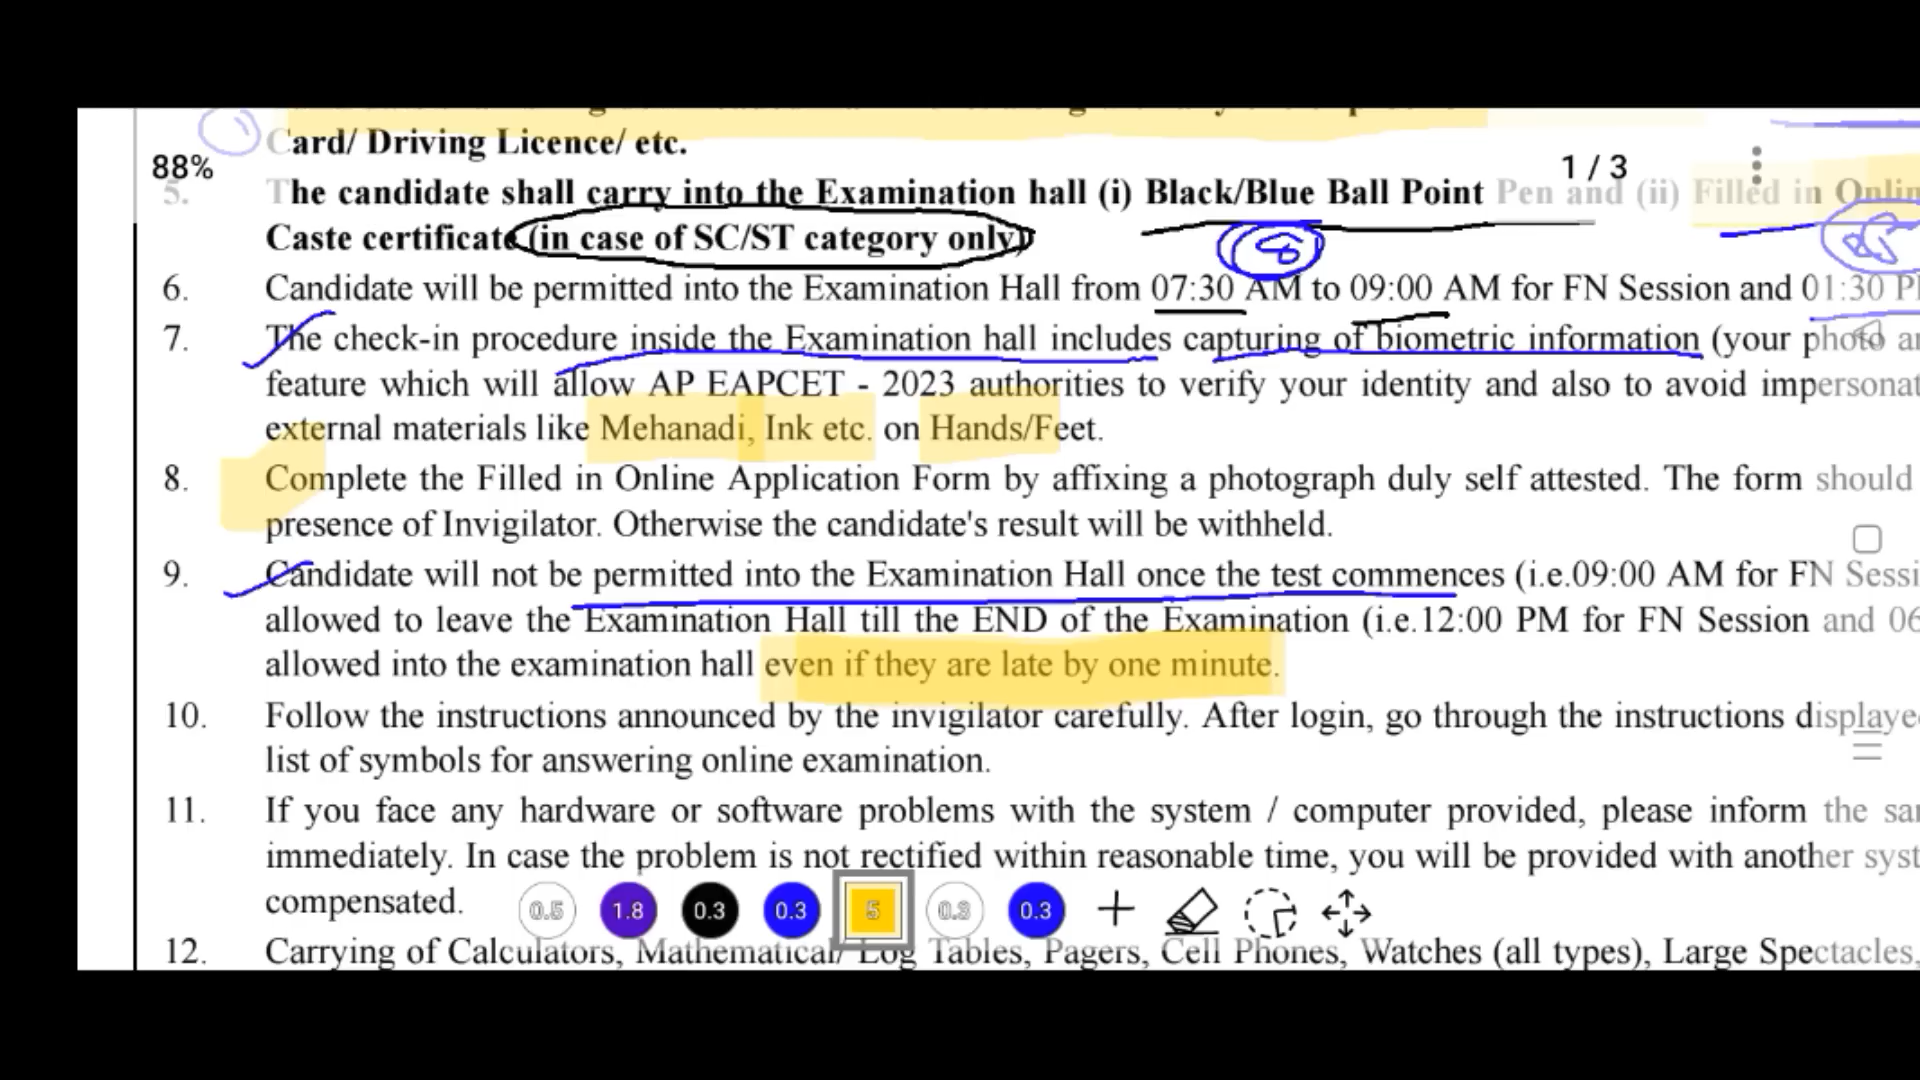 Card/ Driving Licence/ etc.
88%
1 / 3
5. The candidate shall carry into the Examination hall (i) Black/Blue Ball Point Pen and (ii) Filled in Onlin
Caste certificate (in case of SC/ST category only)
8
6. Candidate will be permitted into the Examination Hall from 07:30 AM to 09:00 AM for FN Session and 01:30 P
7. The check-in procedure inside the Examination hall includes capturing of biometric information (your photo an
feature which will allow AP EAPCET - 2023 authorities to verify your identity and also to avoid impersonat
external materials like Mehanadi, Ink etc. on Hands/Feet.
8. Complete the Filled in Online Application Form by affixing a photograph duly self attested. The form should
presence of Invigilator. Otherwise the candidate's result will be withheld.
9. Candidate will not be permitted into the Examination Hall once the test commences (i.e.09:00 AM for FN Sessi
allowed to leave the Examination Hall till the END of the Examination (i.e.12:00 PM for FN Session and 06
allowed into the examination hall even if they are late by one minute.
10. Follow the instructions announced by the invigilator carefully. After login, go through the instructions displaye
list of symbols for answering online examination.
11. If you face any hardware or software problems with the system / computer provided, please inform the sa
immediately. In case the problem is not rectified within reasonable time, you will be provided with another syst
compensated.
0.5 1.8 0.3 0.3 5 0.3 0.3
12. Carrying of Calculators, Mathematical/ Log Tables, Pagers, Cell Phones, Watches (all types), Large Spectacles,